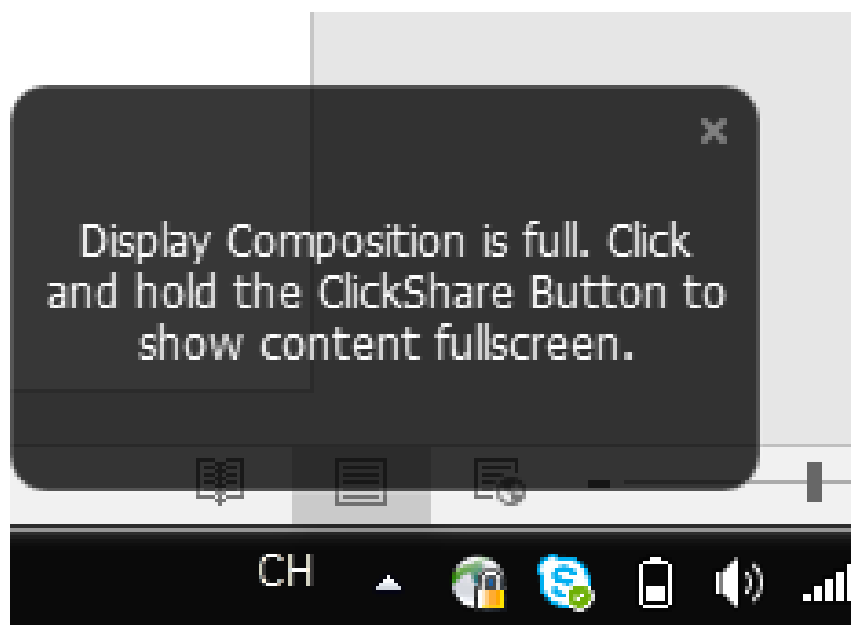 Display Composition is full. Click
and hold the ClickShare Button to
show content fullscreen.
CH